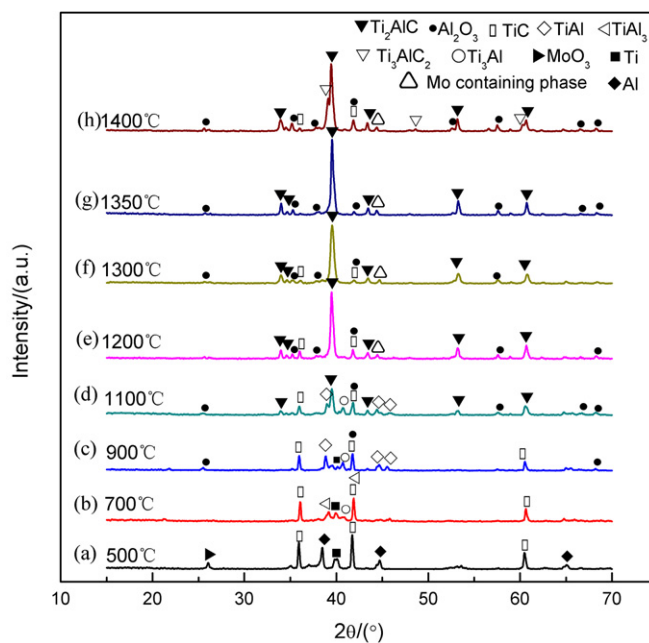 ▼Ti₂AlC ●Al₂O₃ ▯TiC ◇TiAl ◁TiAl₃
▽Ti₃AlC₂ ○Ti₃Al ▶MoO₃ ■Ti
△ Mo containing phase ◆Al
(h)1400℃
(g) 1350℃
(f) 1300℃
(e) 1200℃
(d) 1100℃
(c) 900℃
(b) 700℃
(a) 500℃
Intensity/(a.u.)
10 20 30 40 50 60 70
2θ/(°)